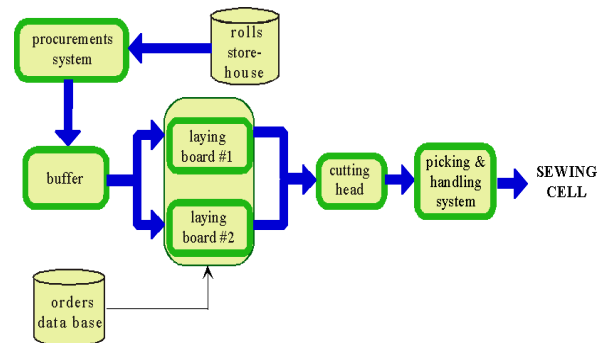 rolls
store-
house
procurements
system
buffer
laying
board #1
laying
board #2
cutting
head
picking &
handling
system
SEWING
CELL
orders
data base